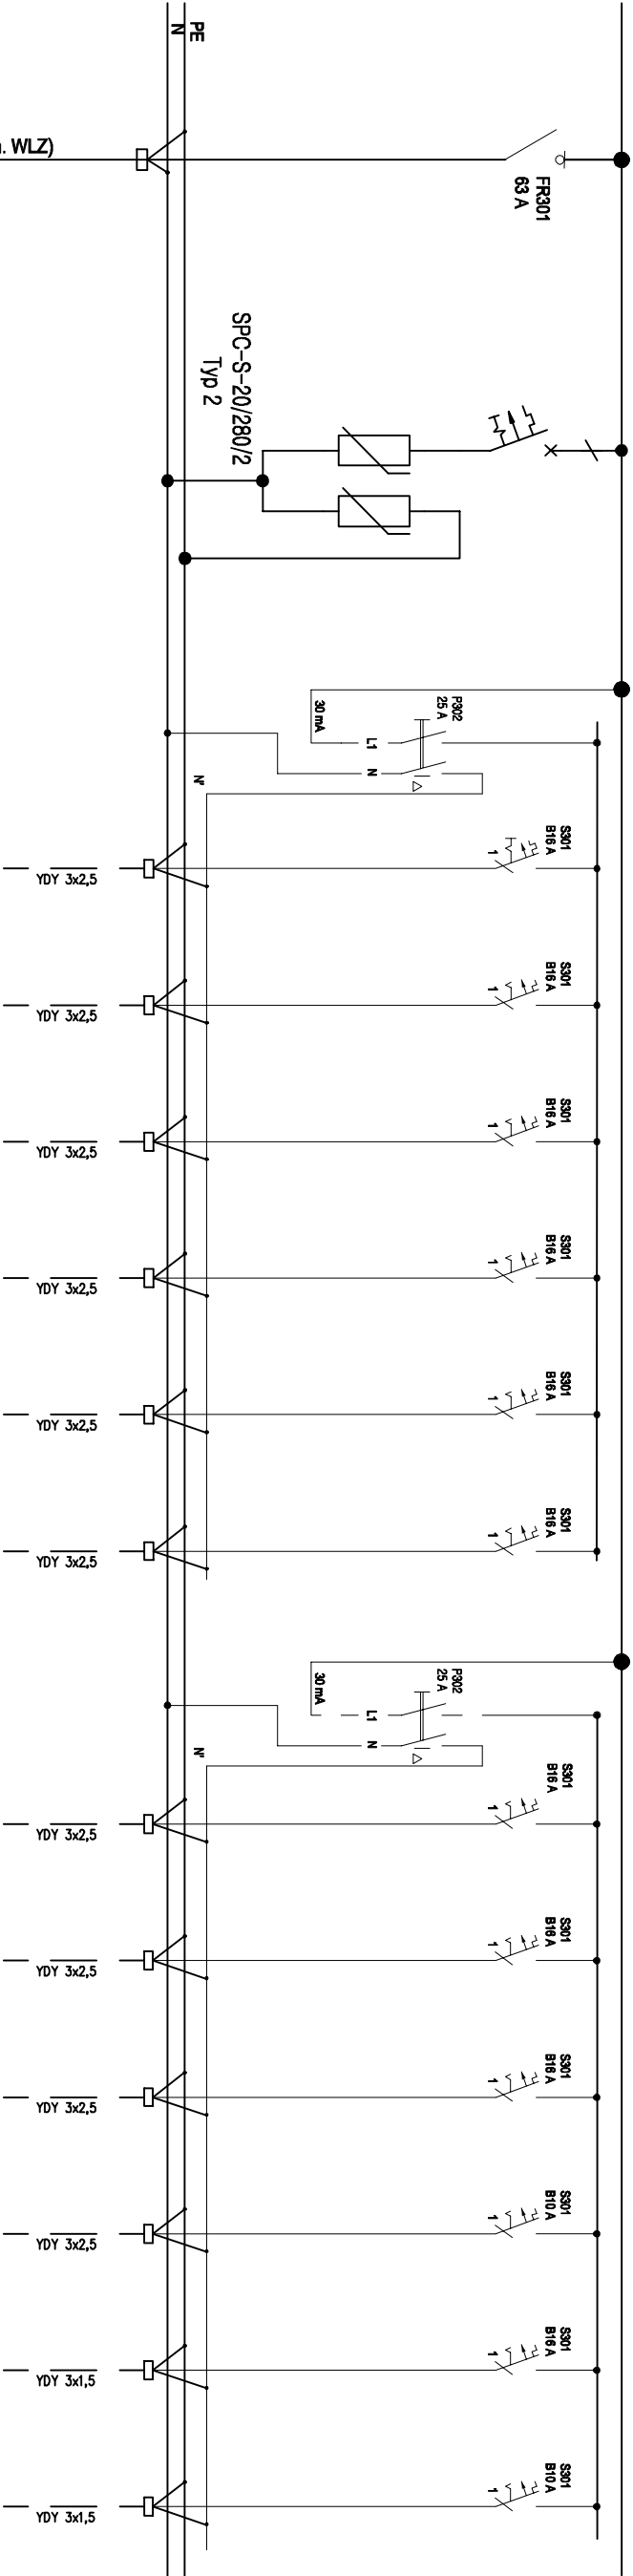 PE
N
. WLZ)
FR301
63 A
SPC-S-20/280/2
Typ 2
P302
25 A
30 mA
L1
N
N'
S301
B16 A
1
YDY 3x2,5
S301
B16 A
1
YDY 3x2,5
S301
B16 A
1
YDY 3x2,5
S301
B16 A
1
YDY 3x2,5
S301
B16 A
1
YDY 3x2,5
S301
B16 A
1
YDY 3x2,5
P302
25 A
30 mA
L1
N
N'
S301
B16 A
1
YDY 3x2,5
S301
B16 A
1
YDY 3x2,5
S301
B16 A
1
YDY 3x2,5
S301
B10 A
1
YDY 3x2,5
S301
B16 A
1
YDY 3x1,5
S301
B10 A
1
YDY 3x1,5